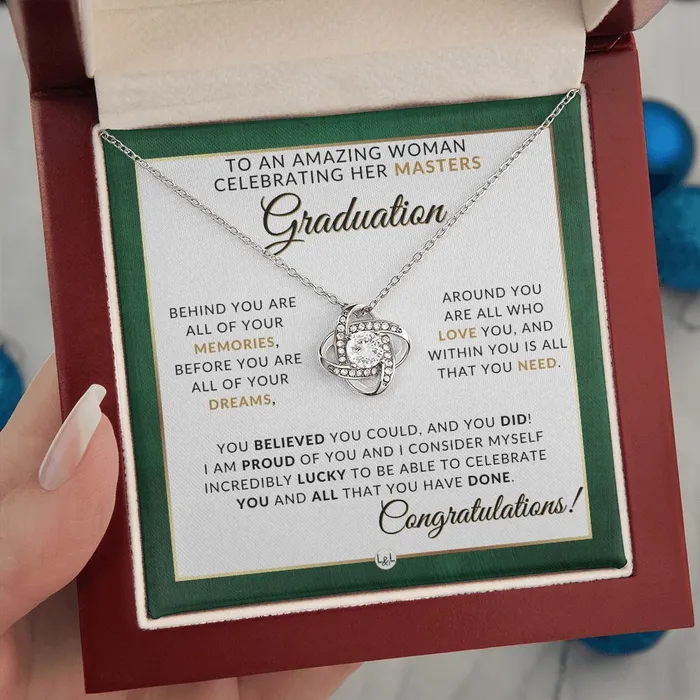 TO AN AMAZING WOMAN
CELEBRATING HER MASTERS
Graduation
BEHIND YOU ARE
ALL OF YOUR
MEMORIES,
BEFORE YOU ARE
ALL OF YOUR
DREAMS,
AROUND YOU
ARE ALL WHO
LOVE YOU, AND
WITHIN YOU IS ALL
THAT YOU NEED.
YOU BELIEVED YOU COULD, AND YOU DID!
I AM PROUD OF YOU AND I CONSIDER MYSELF
INCREDIBLY LUCKY TO BE ABLE TO CELEBRATE
YOU AND ALL THAT YOU HAVE DONE.
Congratulations!
L&L